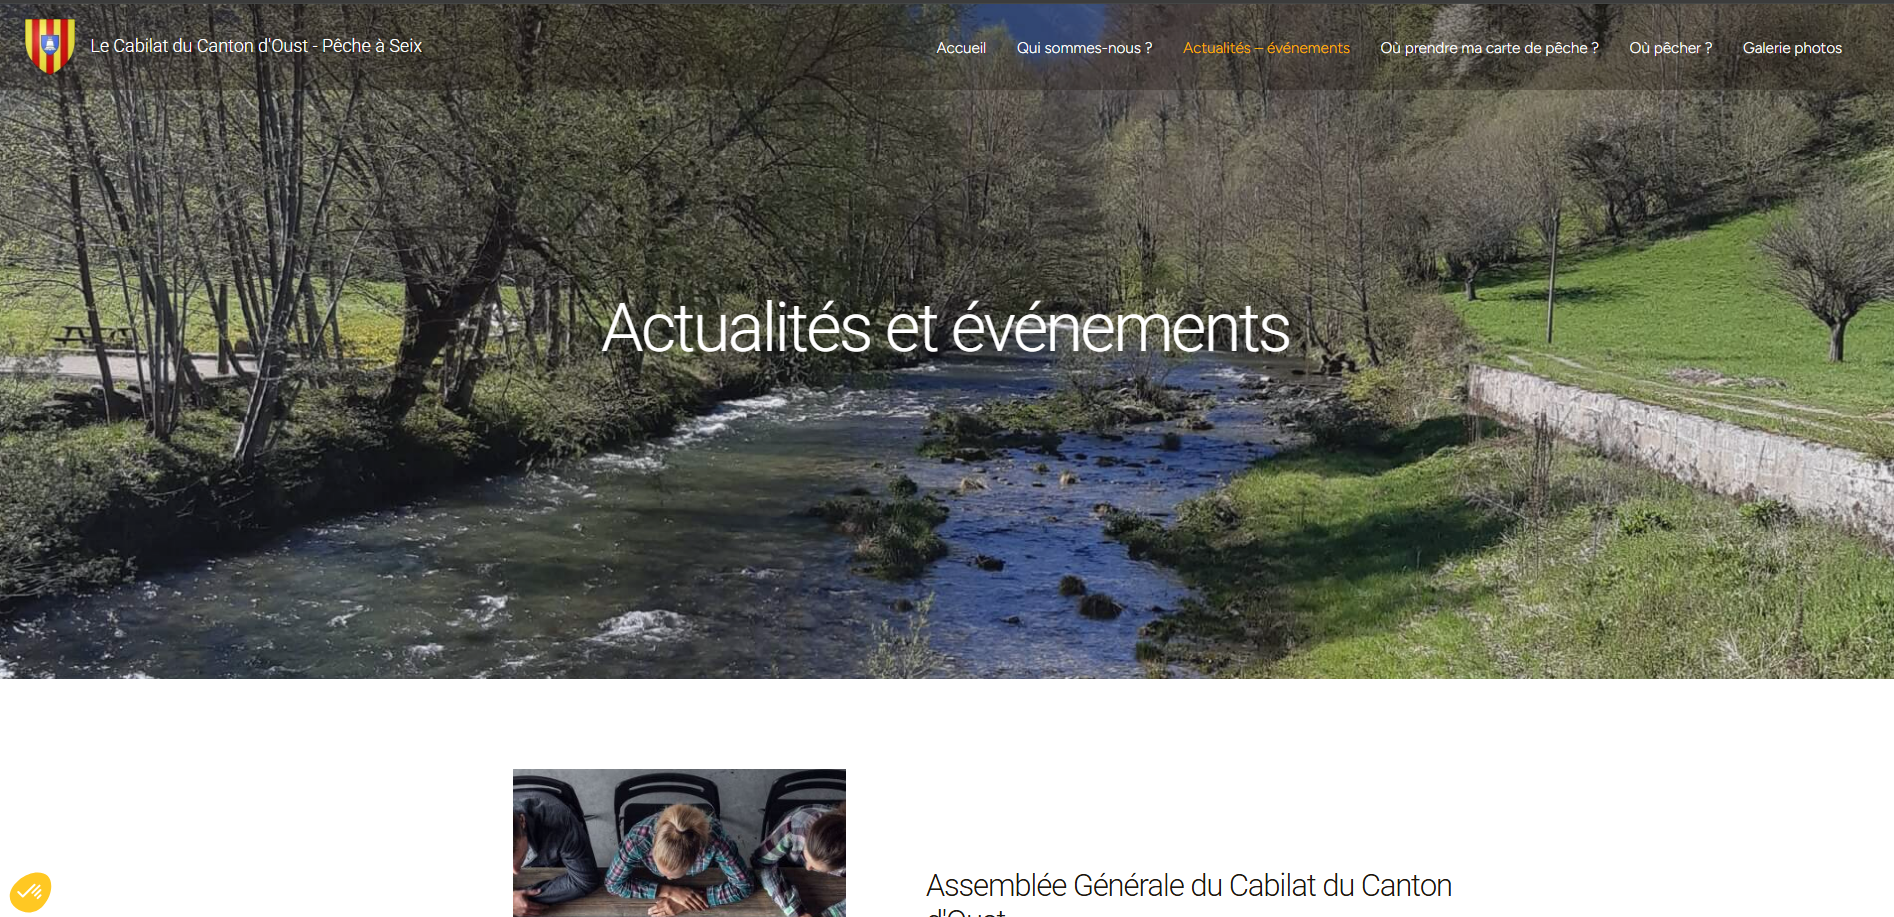 Le Cabilat du Canton d'Oust - Pêche à Seix
Accueil
Qui sommes-nous ?
Actualités – événements
Où prendre ma carte de pêche ?
Où pêcher ?
Galerie photos
Actualités et événements
Assemblée Générale du Cabilat du Canton
d'Oust